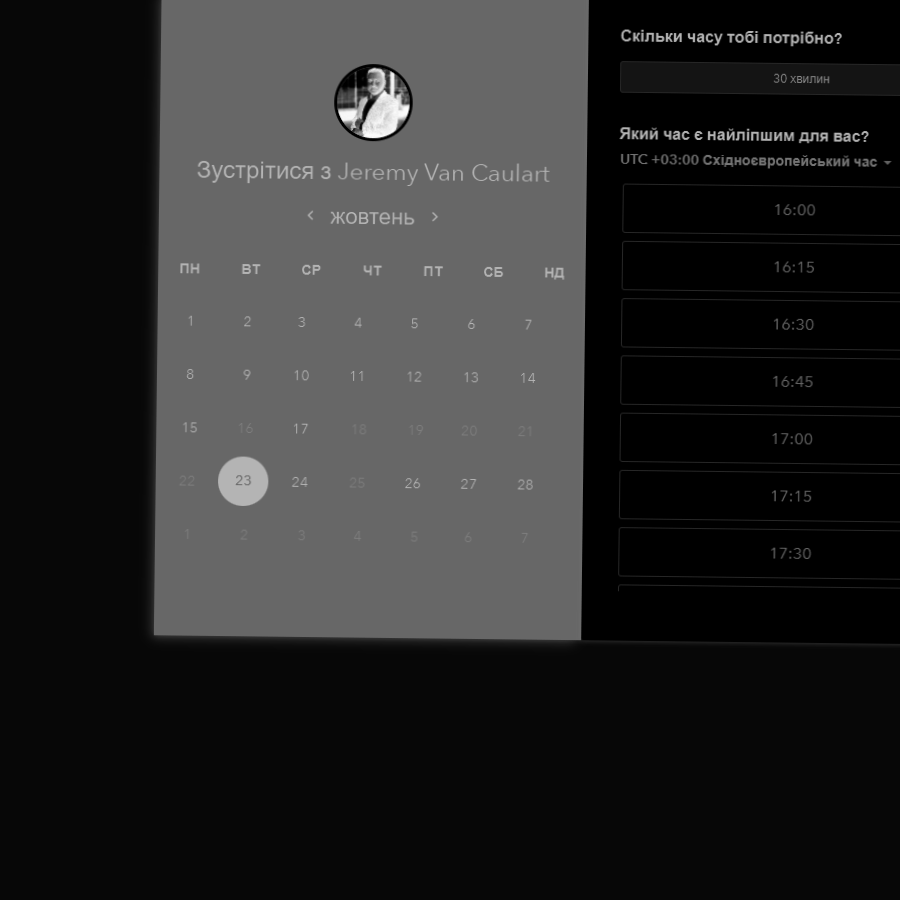 Зустрітися з Jeremy Van Caulart
жовтень
ПН ВТ СР ЧТ ПТ СБ НД
1 2 3 4 5 6 7
8 9 10 11 12 13 14
15 16 17 18 19 20 21
22 23 24 25 26 27 28
1 2 3 4 5 6 7
Скільки часу тобі потрібно?
30 хвилин
Який час є найліпшим для вас?
UTC +03:00 Східноєвропейський час
16:00
16:15
16:30
16:45
17:00
17:15
17:30